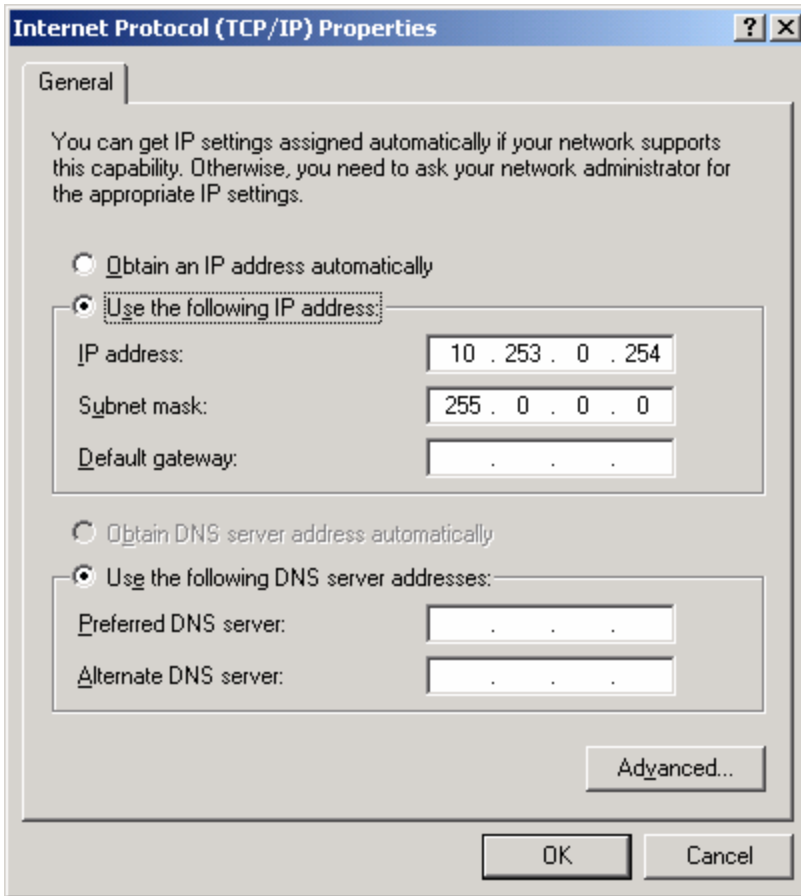 Internet Protocol (TCP/IP) Properties
General
You can get IP settings assigned automatically if your network supports
this capability. Otherwise, you need to ask your network administrator for
the appropriate IP settings.
Obtain an IP address automatically
Use the following IP address:
IP address: 10 . 253 . 0 . 254
Subnet mask: 255 . 0 . 0 . 0
Default gateway: . . .
Obtain DNS server address automatically
Use the following DNS server addresses:
Preferred DNS server: . . .
Alternate DNS server: . . .
Advanced...
OK Cancel